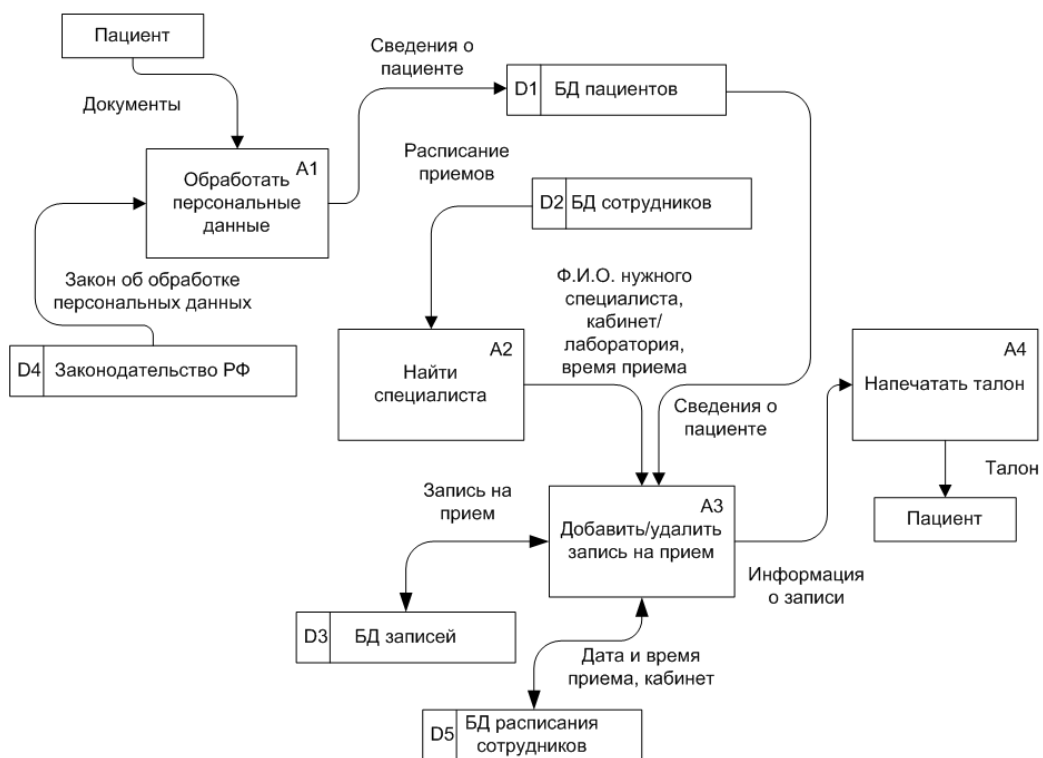 Пациент
Документы
Сведения о
пациенте
D1 БД пациентов
A1
Обработать
персональные
данные
Расписание
приемов
D2 БД сотрудников
Закон об обработке
персональных данных
D4 Законодательство РФ
Ф.И.О. нужного
специалиста,
кабинет/
лаборатория,
время приема
A2
Найти
специалиста
A4
Напечатать талон
Сведения о
пациенте
Талон
Пациент
Запись на
прием
A3
Добавить/удалить
запись на прием
Информация
о записи
D3 БД записей
Дата и время
приема, кабинет
D5 БД расписания
сотрудников